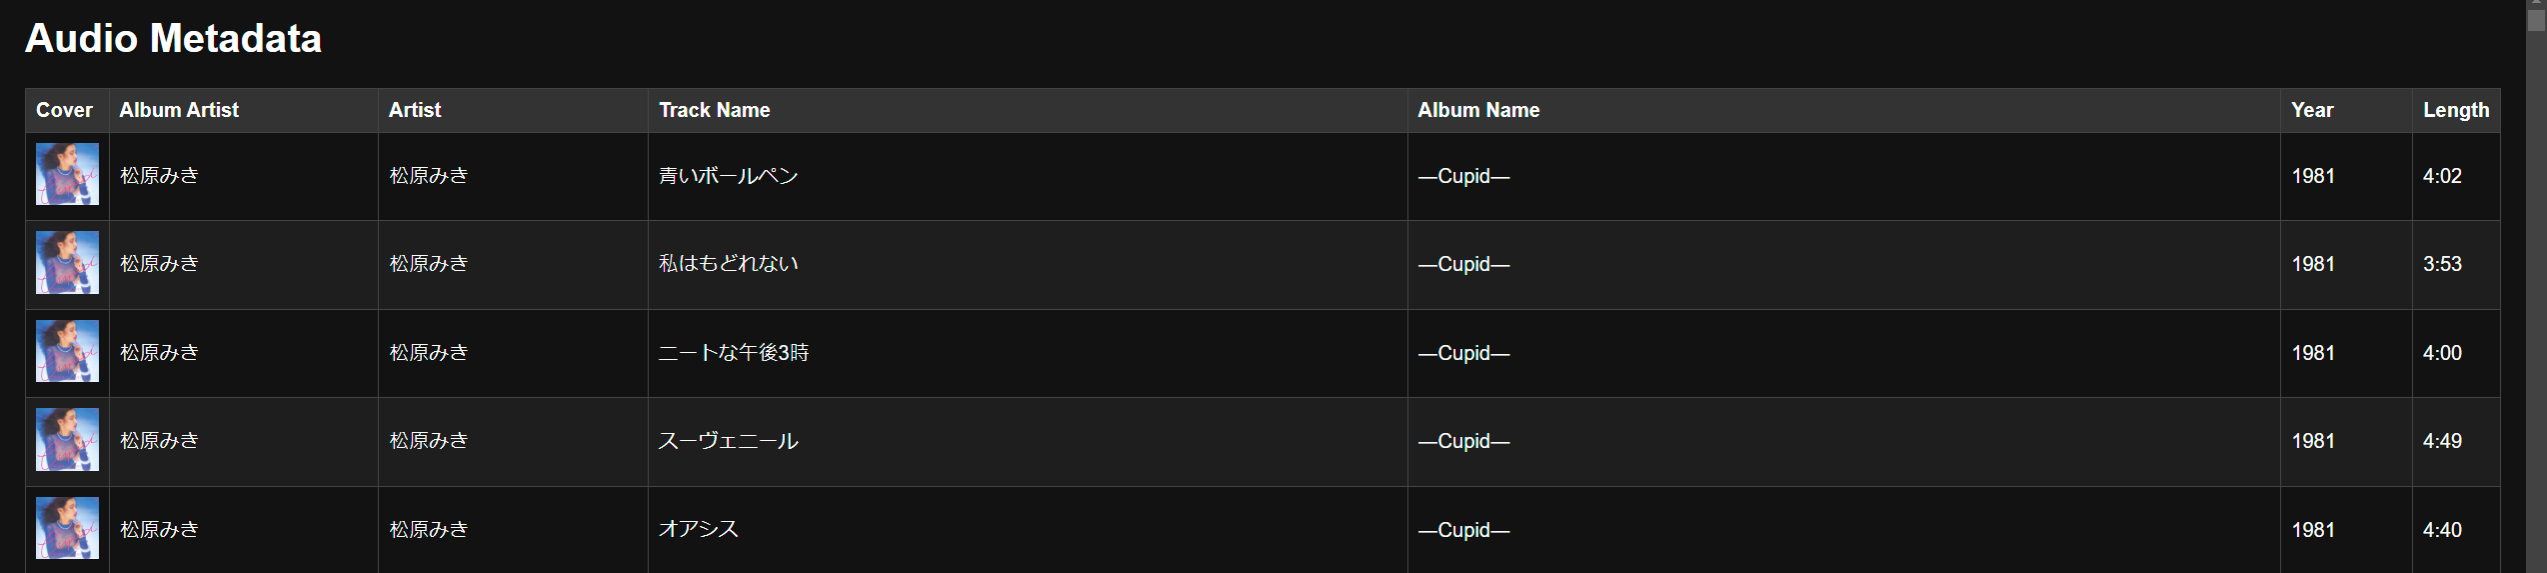 Audio Metadata
Cover Album Artist Artist Track Name Album Name Year Length
松原みき 松原みき 青いボールペン —Cupid— 1981 4:02
松原みき 松原みき 私はもどれない —Cupid— 1981 3:53
松原みき 松原みき ニートな午後3時 —Cupid— 1981 4:00
松原みき 松原みき スーヴェニール —Cupid— 1981 4:49
松原みき 松原みき オアシス —Cupid— 1981 4:40